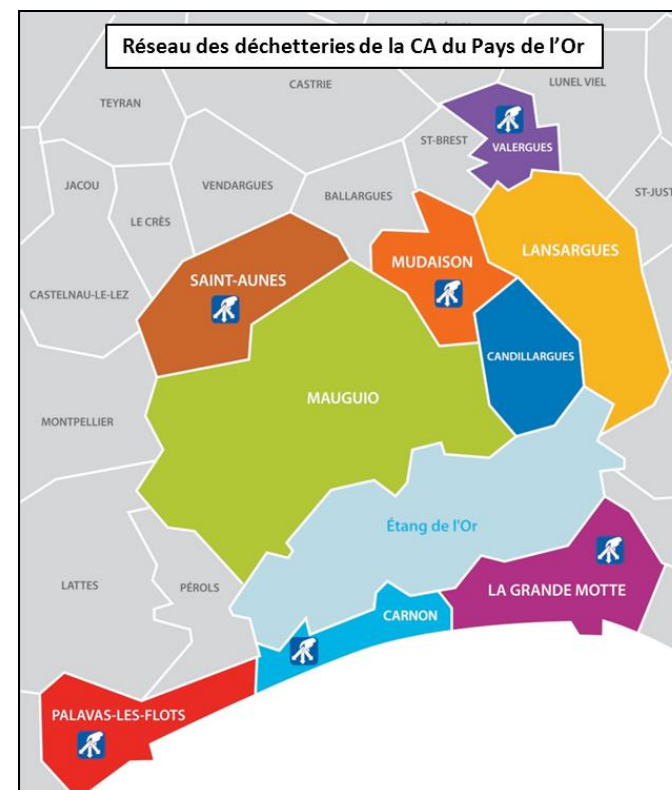 Réseau des déchetteries de la CA du Pays de l'Or
LUNEL VIEL
CASTRIE
TEYRAN
ST-BREST
VALERGUES
JACOU
VENDARGUES
BALLARGUES
ST-JUST
LE CRÈS
LANSARGUES
MUDAISON
SAINT-AUNES
CASTELNAU-LE-LEZ
CANDILLARGUES
MAUGUIO
MONTPELLIER
Étang de l'Or
LATTES
PÉROLS
LA GRANDE MOTTE
CARNON
PALAVAS-LES-FLOTS